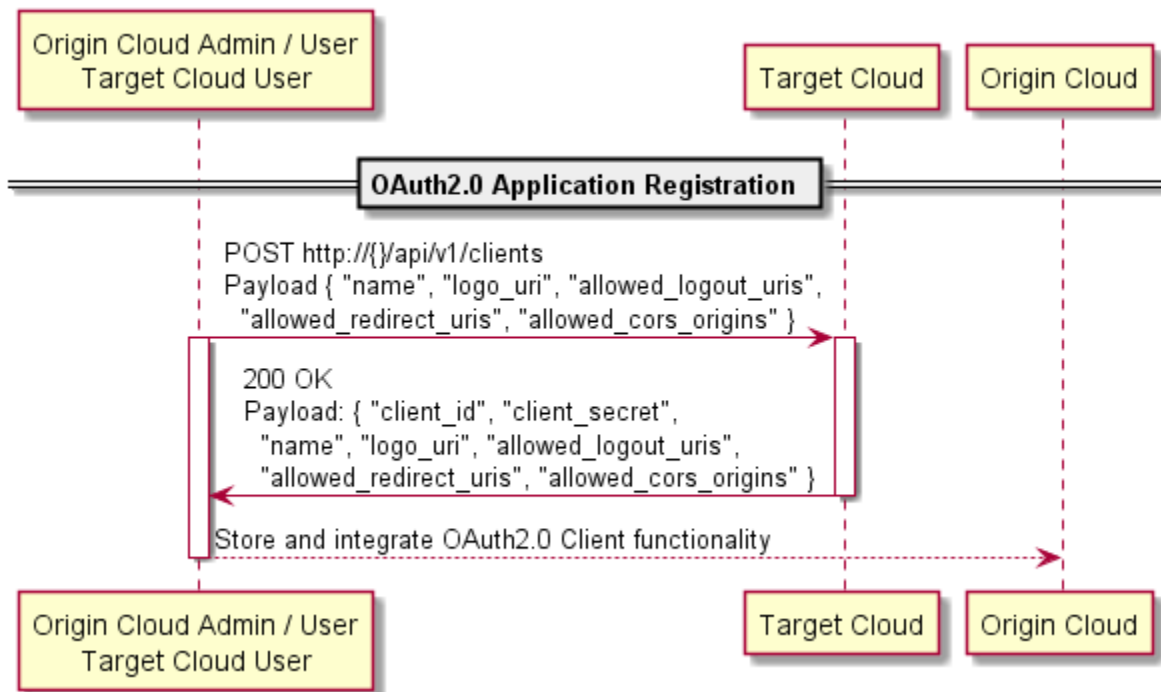 Origin Cloud Admin / User
Target Cloud User
Target Cloud
Origin Cloud
OAuth2.0 Application Registration
POST http://{}/api/v1/clients
Payload { "name", "logo_uri", "allowed_logout_uris",
"allowed_redirect_uris", "allowed_cors_origins" }
200 OK
Payload: { "client_id", "client_secret",
"name", "logo_uri", "allowed_logout_uris",
"allowed_redirect_uris", "allowed_cors_origins" }
Store and integrate OAuth2.0 Client functionality
Origin Cloud Admin / User
Target Cloud User
Target Cloud
Origin Cloud